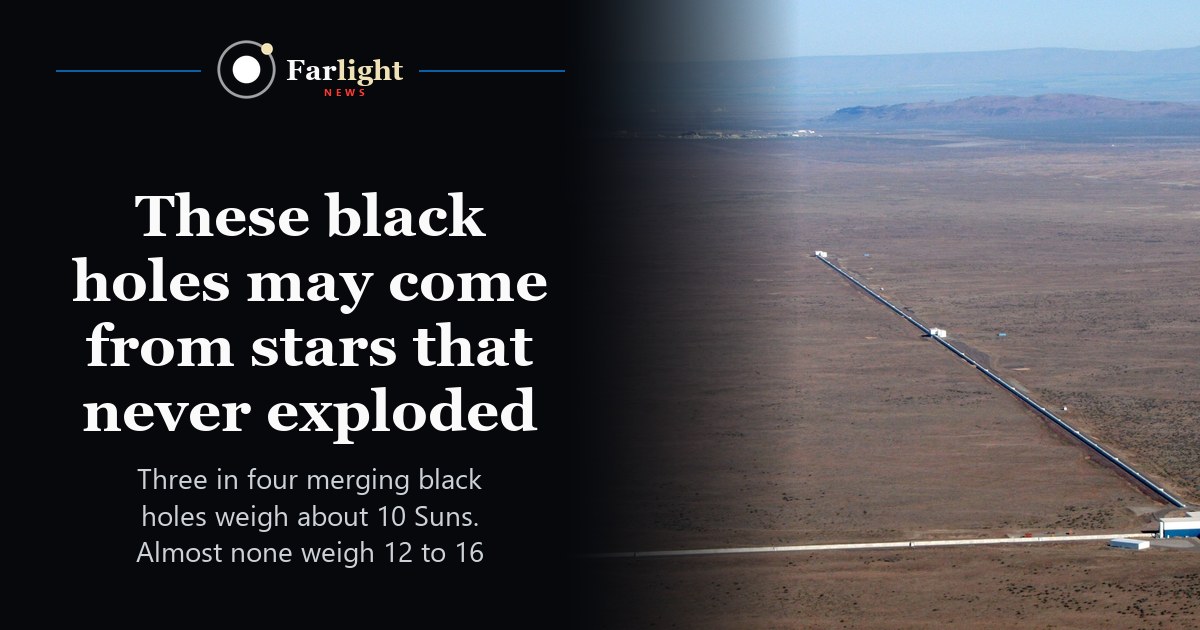 Farlight
NEWS
These black
holes may come
from stars that
never exploded
Three in four merging black
holes weigh about 10 Suns.
Almost none weigh 12 to 16